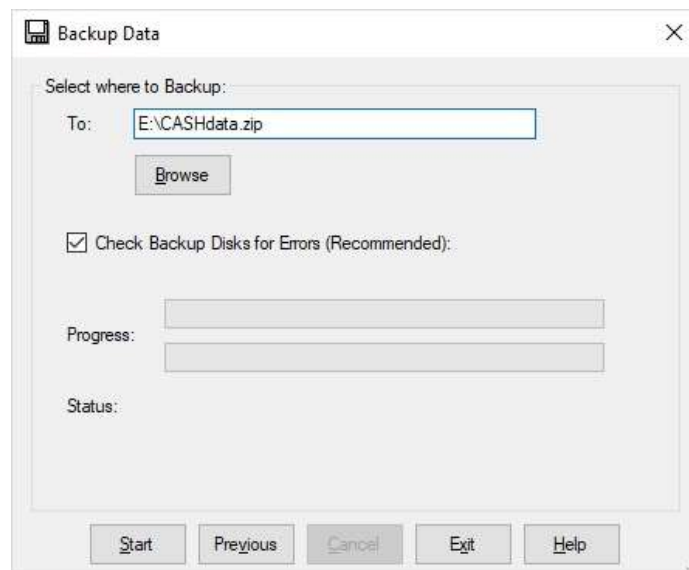 Backup Data
Select where to Backup:
To: E:\CASHdata.zip
Browse
Check Backup Disks for Errors (Recommended):
Progress:
Status:
Start Previous Cancel Exit Help